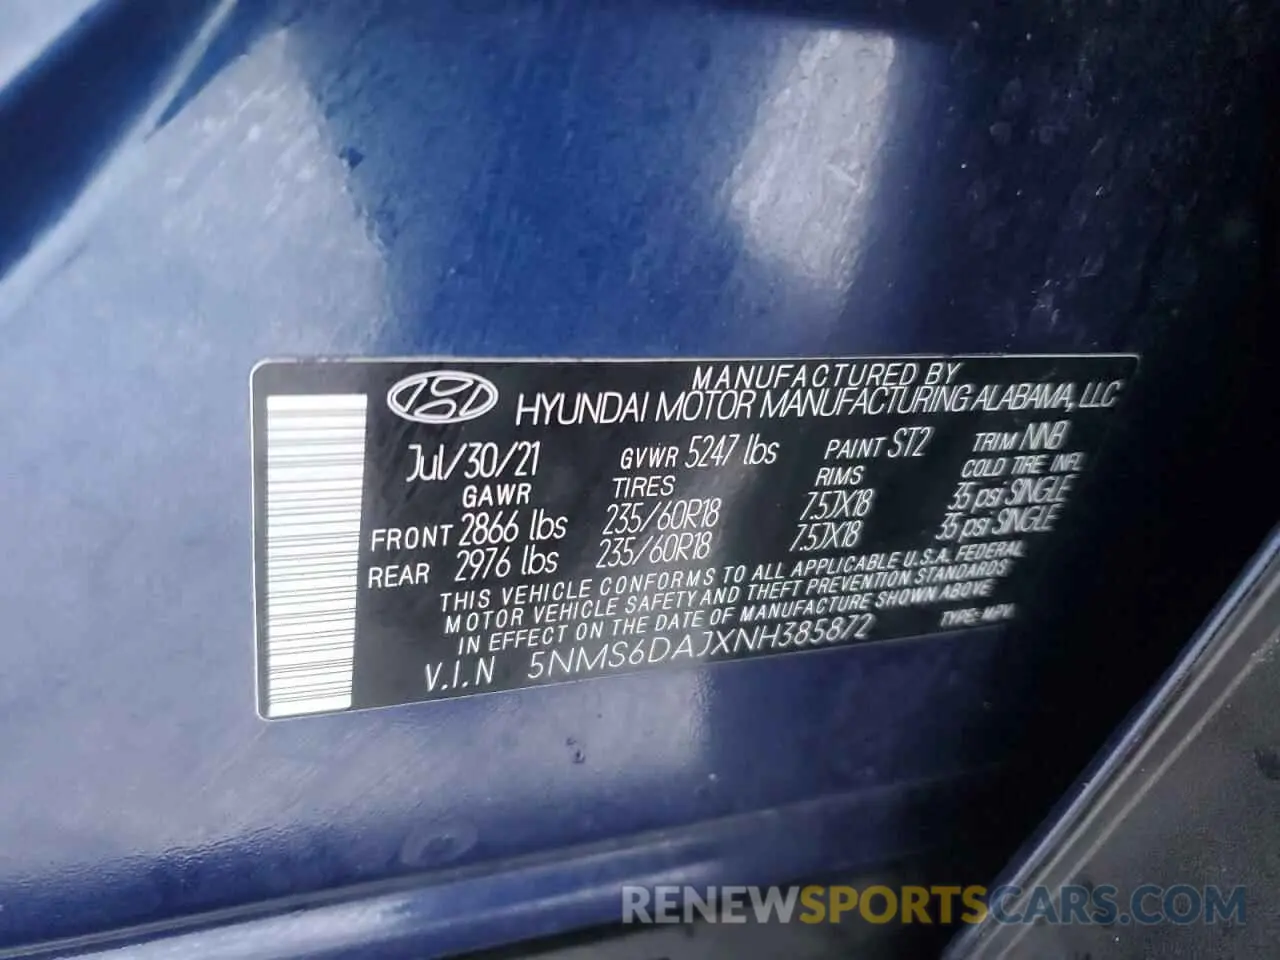 MANUFACTURED BY
HYUNDAI MOTOR MANUFACTURING ALABAMA, LLC
Jul/30/21 GVWR 5247 lbs PAINT ST2 TRIM NNB
GAWR TIRES RIMS COLD TIRE INFL
FRONT 2866 lbs 235/60R18 7.5JX18 35 psi SINGLE
REAR 2976 lbs 235/60R18 7.5JX18 35 psi SINGLE
THIS VEHICLE CONFORMS TO ALL APPLICABLE U.S.A. FEDERAL
MOTOR VEHICLE SAFETY AND THEFT PREVENTION STANDARDS
IN EFFECT ON THE DATE OF MANUFACTURE SHOWN ABOVE
V.I.N 5NMS6DAJXNH385872 TYPE: MPV
RENEWSPORTSCARS.COM